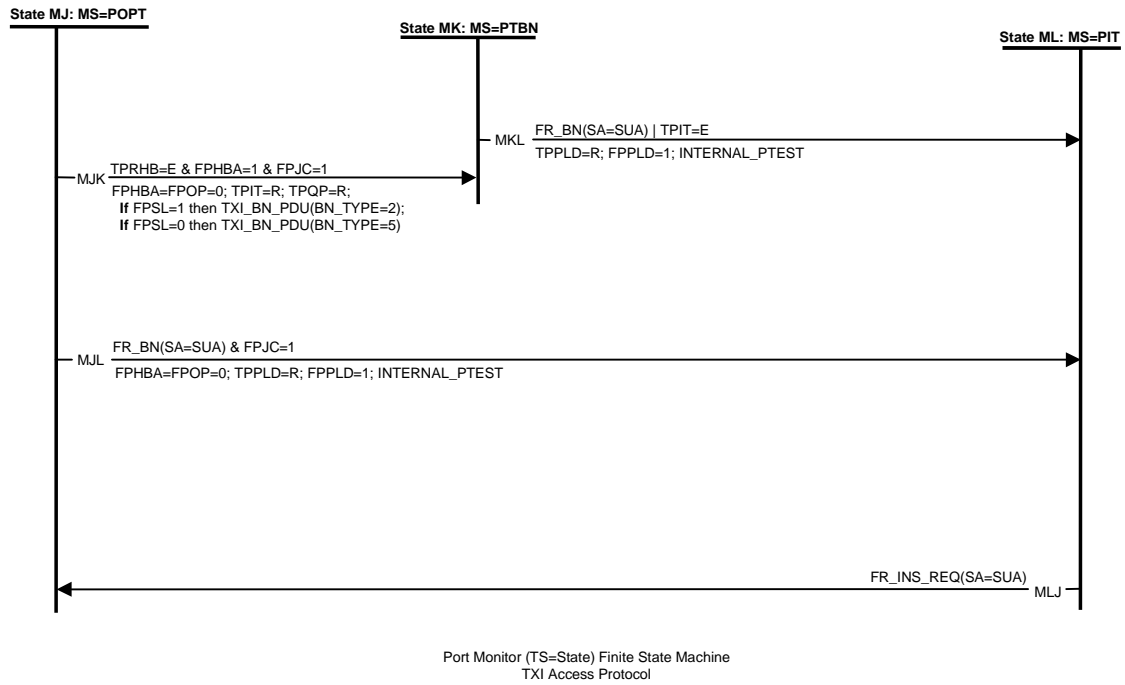 State MJ: MS=POPT
State MK: MS=PTBN
State ML: MS=PIT
MKL
FR_BN(SA=SUA) | TPIT=E
TPPLD=R; FPPLD=1; INTERNAL_PTEST
MJK
TPRHB=E & FPHBA=1 & FPJC=1
FPHBA=FPOP=0; TPIT=R; TPQP=R;
If FPSL=1 then TXI_BN_PDU(BN_TYPE=2);
If FPSL=0 then TXI_BN_PDU(BN_TYPE=5)
MJL
FR_BN(SA=SUA) & FPJC=1
FPHBA=FPOP=0; TPPLD=R; FPPLD=1; INTERNAL_PTEST
FR_INS_REQ(SA=SUA)
MLJ
Port Monitor (TS=State) Finite State Machine
TXI Access Protocol